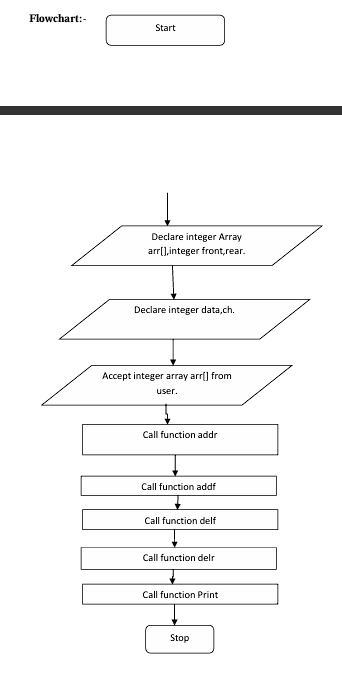 Flowchart:-
Start
Declare integer Array
arr[],integer front,rear.
Declare integer data,ch.
Accept integer array arr[] from
user.
Call function addr
Call function addf
Call function delf
Call function delr
Call function Print
Stop